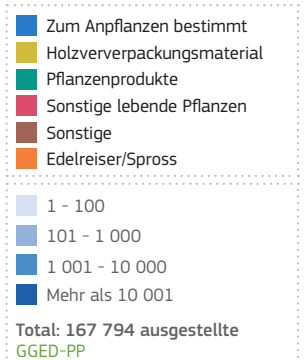 Zum Anpflanzen bestimmt
Holzververpackungsmaterial
Pflanzenprodukte
Sonstige lebende Pflanzen
Sonstige
Edelreiser/Spross
1 - 100
101 - 1 000
1 001 - 10 000
Mehr als 10 001
Total: 167 794 ausgestellte
GGED-PP